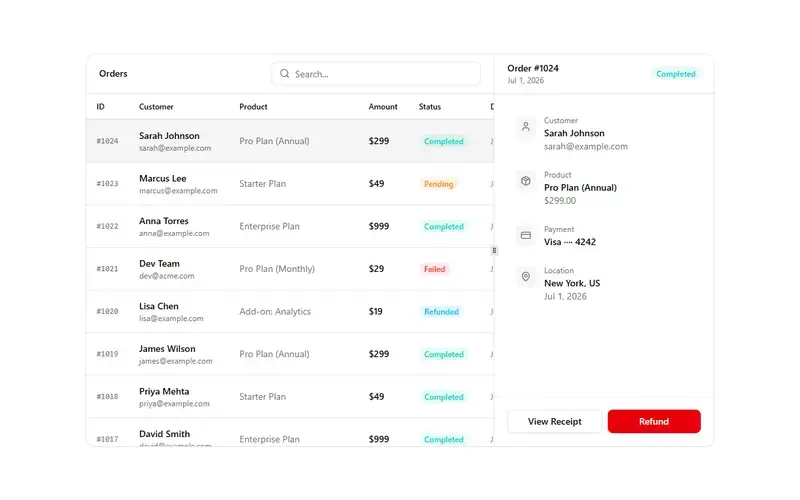 Orders
Search...
ID Customer Product Amount Status
#1024 Sarah Johnson Pro Plan (Annual) $299 Completed
sarah@example.com
#1023 Marcus Lee Starter Plan $49 Pending
marcus@example.com
#1022 Anna Torres Enterprise Plan $999 Completed
anna@example.com
#1021 Dev Team Pro Plan (Monthly) $29 Failed
dev@acme.com
#1020 Lisa Chen Add-on: Analytics $19 Refunded
lisa@example.com
#1019 James Wilson Pro Plan (Annual) $299 Completed
james@example.com
#1018 Priya Mehta Starter Plan $49 Completed
priya@example.com
#1017 David Smith Enterprise Plan $999 Completed
david@example.com
Order #1024
Jul 1, 2026
Completed
Customer
Sarah Johnson
sarah@example.com
Product
Pro Plan (Annual)
$299.00
Payment
Visa ···· 4242
Location
New York, US
Jul 1, 2026
View Receipt
Refund